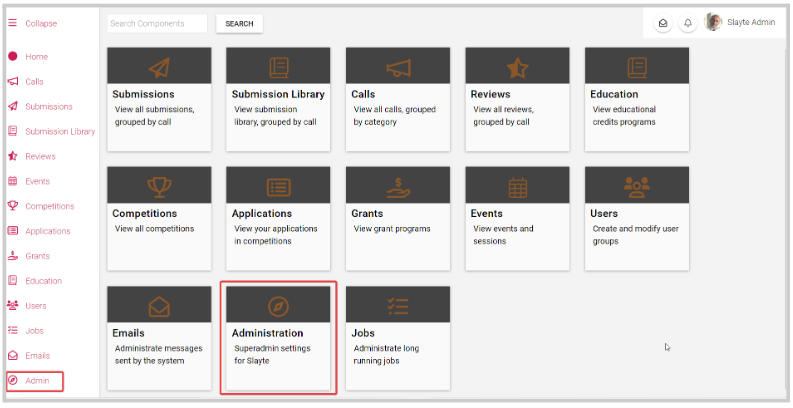 Collapse
Search Components
SEARCH
Slayte Admin
Home
Calls
Submissions
Submission Library
Reviews
Events
Competitions
Applications
Grants
Education
Users
Jobs
Emails
Admin
Submissions
View all submissions,
grouped by call
Submission Library
View submission
library, grouped by call
Calls
View all calls, grouped
by category
Reviews
View all reviews,
grouped by call
Education
View educational
credits programs
Competitions
View all competitions
Applications
View your applications
in competitions
Grants
View grant programs
Events
View events and
sessions
Users
Create and modify user
groups
Emails
Administrate messages
sent by the system
Administration
Superadmin settings
for Slayte
Jobs
Administrate long
running jobs